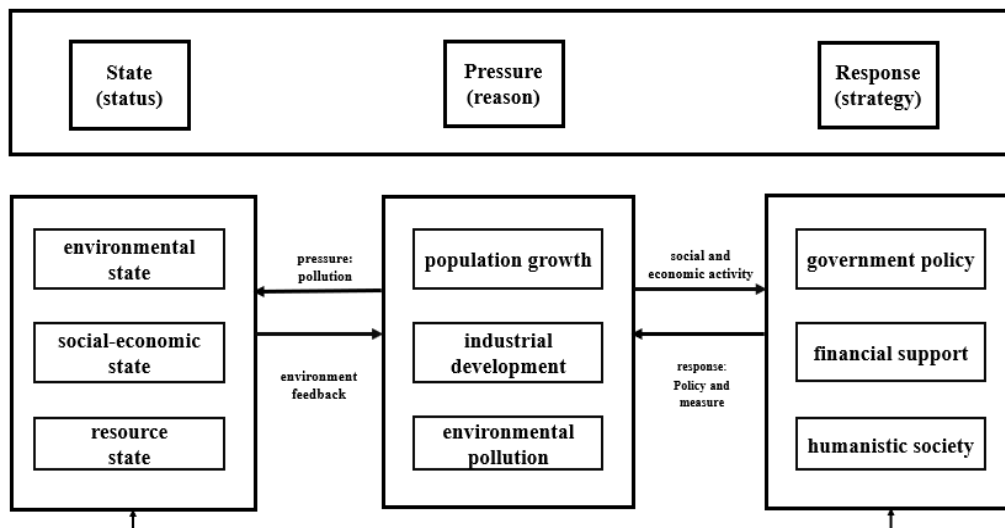 State
(status)
Pressure
(reason)
Response
(strategy)
environmental
state
social-economic
state
resource
state
pressure:
pollution
environment
feedback
population growth
industrial
development
environmental
pollution
social and
economic activity
response:
Policy and
measure
government policy
financial support
humanistic society